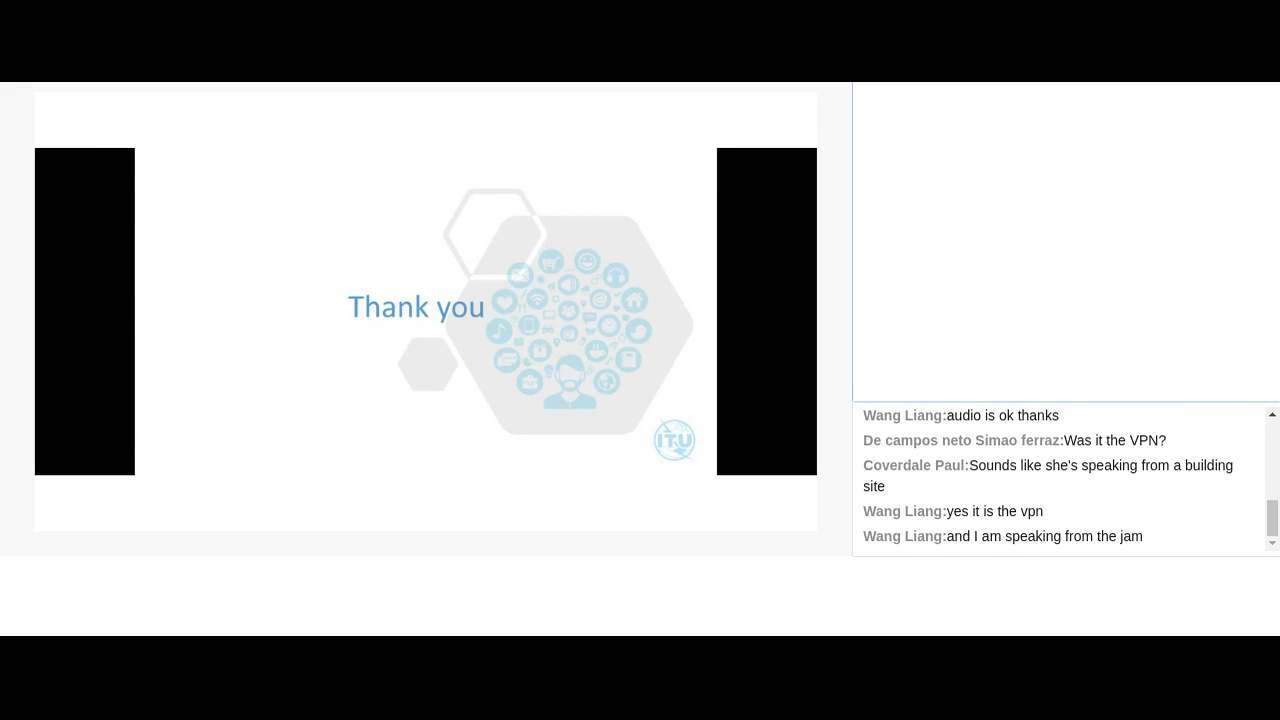 Thank you
ITU
Wang Liang:audio is ok thanks
De campos neto Simao ferraz:Was it the VPN?
Coverdale Paul:Sounds like she's speaking from a building
site
Wang Liang:yes it is the vpn
Wang Liang:and I am speaking from the jam